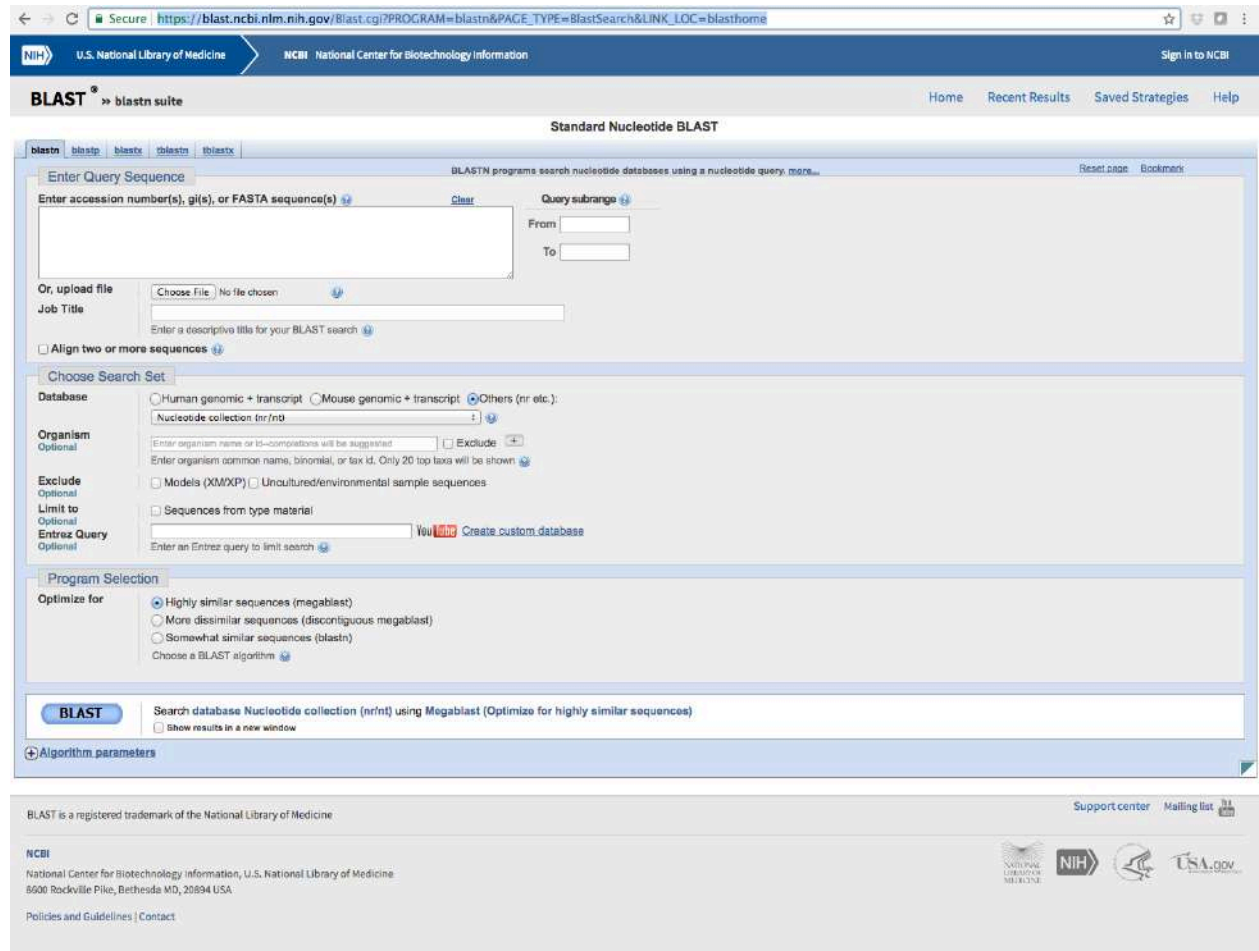 Secure | https://blast.ncbi.nlm.nih.gov/Blast.cgi?PROGRAM=blastn&PAGE_TYPE=BlastSearch&LINK_LOC=blasthome
NIH U.S. National Library of Medicine NCBI National Center for Biotechnology Information Sign in to NCBI
BLAST ® » blastn suite Home Recent Results Saved Strategies Help
Standard Nucleotide BLAST
blastn blastp blastx tblastn tblastx
Enter Query Sequence BLASTN programs search nucleotide databases using a nucleotide query. more... Reset page Bookmark
Enter accession number(s), gi(s), or FASTA sequence(s) Clear Query subrange
From
To
Or, upload file Choose File No file chosen
Job Title
Enter a descriptive title for your BLAST search
Align two or more sequences
Choose Search Set
Database Human genomic + transcript Mouse genomic + transcript Others (nr etc.):
Nucleotide collection (nr/nt)
Organism
Optional
Enter organism name or id--completions will be suggested Exclude +
Enter organism common name, binomial, or tax id. Only 20 top taxa will be shown
Exclude
Optional
Models (XM/XP) Uncultured/environmental sample sequences
Limit to
Optional
Sequences from type material
Entrez Query
Optional
YouTube Create custom database
Enter an Entrez query to limit search
Program Selection
Optimize for
Highly similar sequences (megablast)
More dissimilar sequences (discontiguous megablast)
Somewhat similar sequences (blastn)
Choose a BLAST algorithm
BLAST Search database Nucleotide collection (nr/nt) using Megablast (Optimize for highly similar sequences)
Show results in a new window
Algorithm parameters
BLAST is a registered trademark of the National Library of Medicine Support center Mailing list
NCBI
National Center for Biotechnology Information, U.S. National Library of Medicine
8600 Rockville Pike, Bethesda MD, 20894 USA
Policies and Guidelines | Contact
NATIONAL LIBRARY OF MEDICINE NIH USA.gov